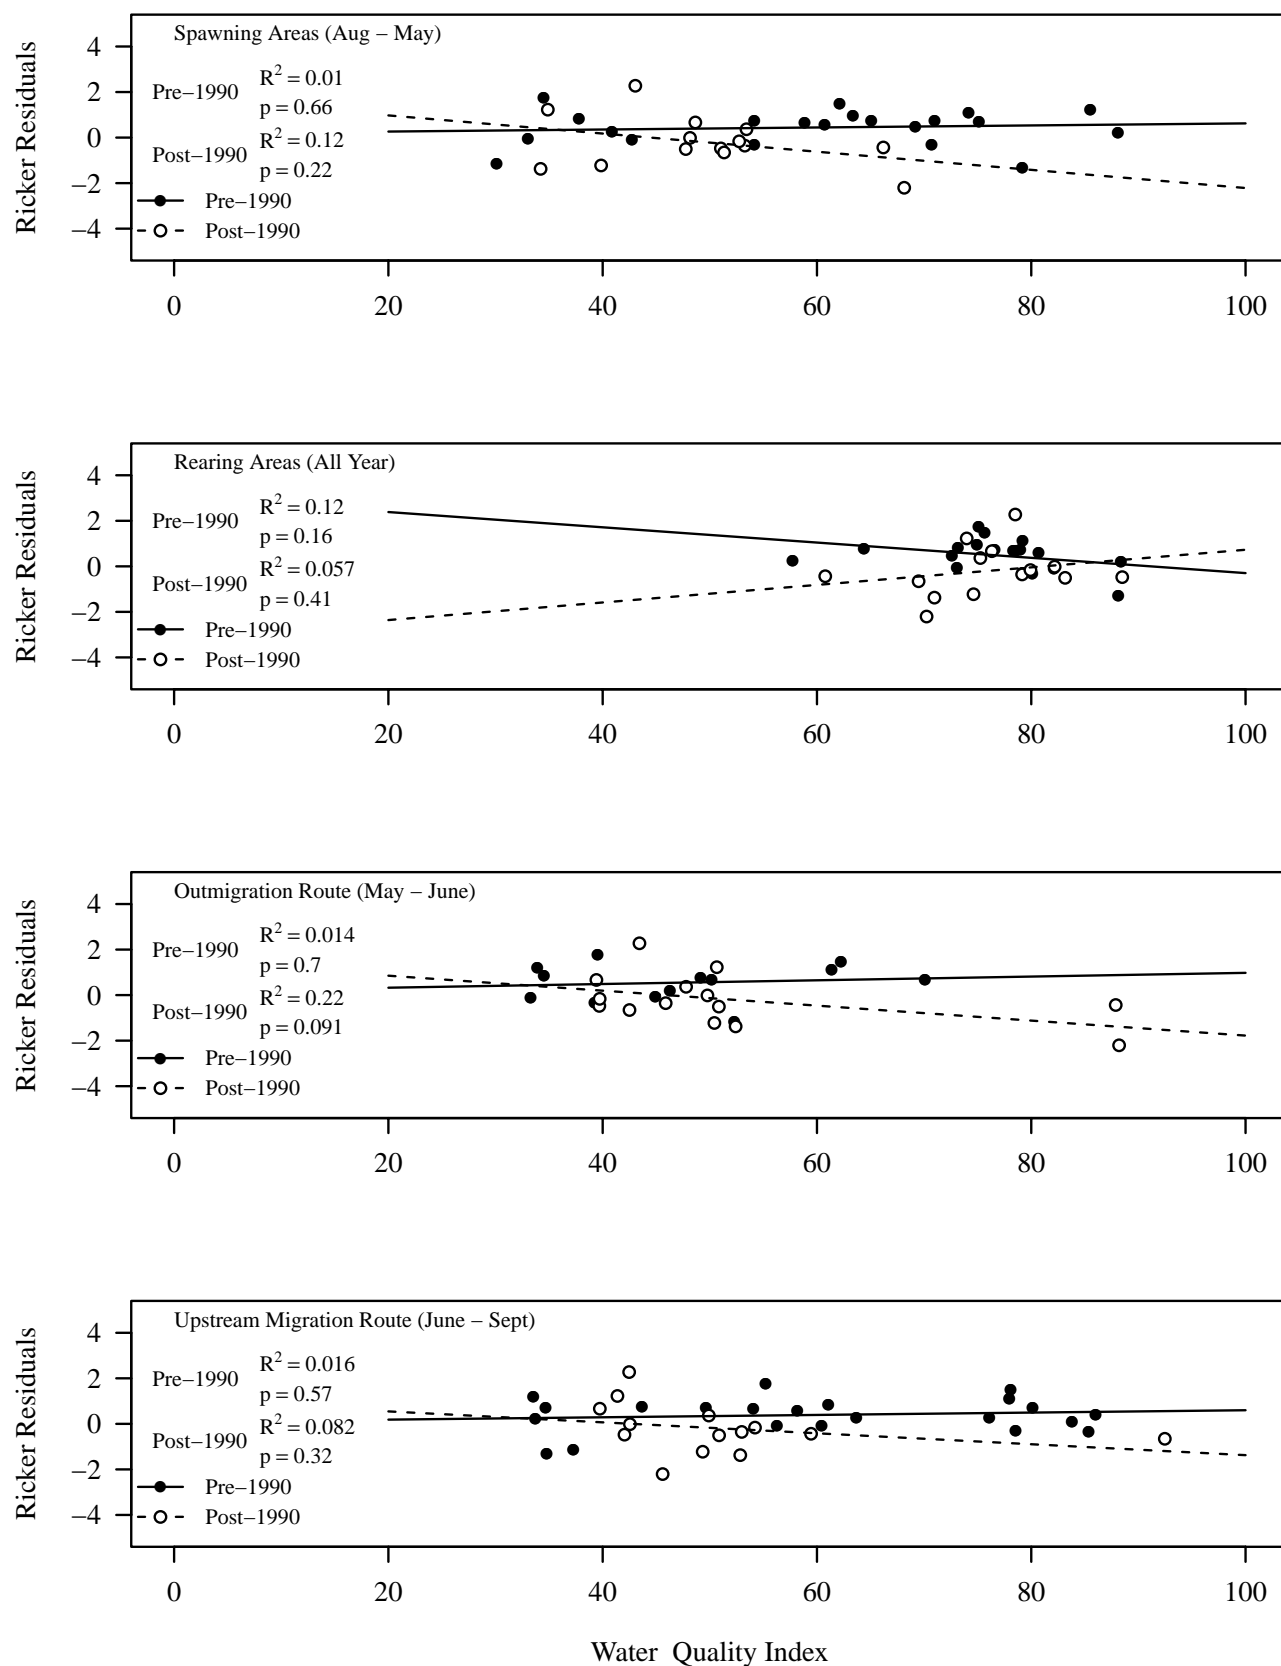 Spawning Areas (Aug – May)
Pre–1990
R² = 0.01
p = 0.66
Post–1990
R² = 0.12
p = 0.22
Pre–1990
Post–1990
Ricker Residuals
4
2
0
−2
−4
0 20 40 60 80 100
Rearing Areas (All Year)
Pre–1990
R² = 0.12
p = 0.16
Post–1990
R² = 0.057
p = 0.41
Pre–1990
Post–1990
Ricker Residuals
4
2
0
−2
−4
0 20 40 60 80 100
Outmigration Route (May – June)
Pre–1990
R² = 0.014
p = 0.7
Post–1990
R² = 0.22
p = 0.091
Pre–1990
Post–1990
Ricker Residuals
4
2
0
−2
−4
0 20 40 60 80 100
Upstream Migration Route (June – Sept)
Pre–1990
R² = 0.016
p = 0.57
Post–1990
R² = 0.082
p = 0.32
Pre–1990
Post–1990
Ricker Residuals
4
2
0
−2
−4
0 20 40 60 80 100
Water Quality Index